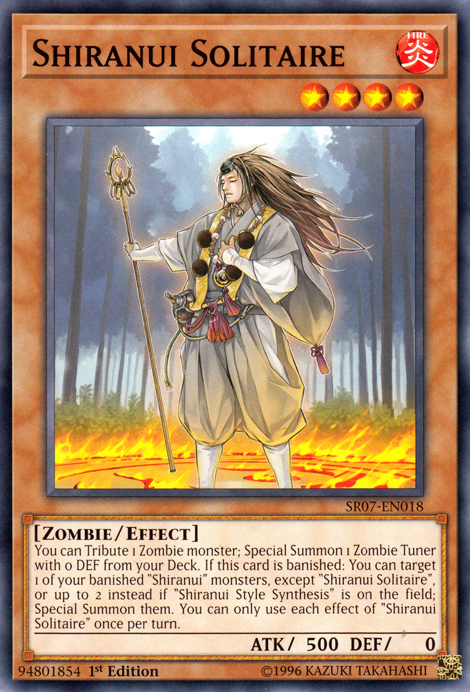 SHIRANUI SOLITAIRE
FIRE
炎
SR07-EN018
[ZOMBIE/EFFECT]
You can Tribute 1 Zombie monster; Special Summon 1 Zombie Tuner
with 0 DEF from your Deck. If this card is banished: You can target
1 of your banished "Shiranui" monsters, except "Shiranui Solitaire",
or up to 2 instead if "Shiranui Style Synthesis" is on the field;
Special Summon them. You can only use each effect of "Shiranui
Solitaire" once per turn.
ATK/ 500 DEF/ 0
94801854 1st Edition ©1996 KAZUKI TAKAHASHI